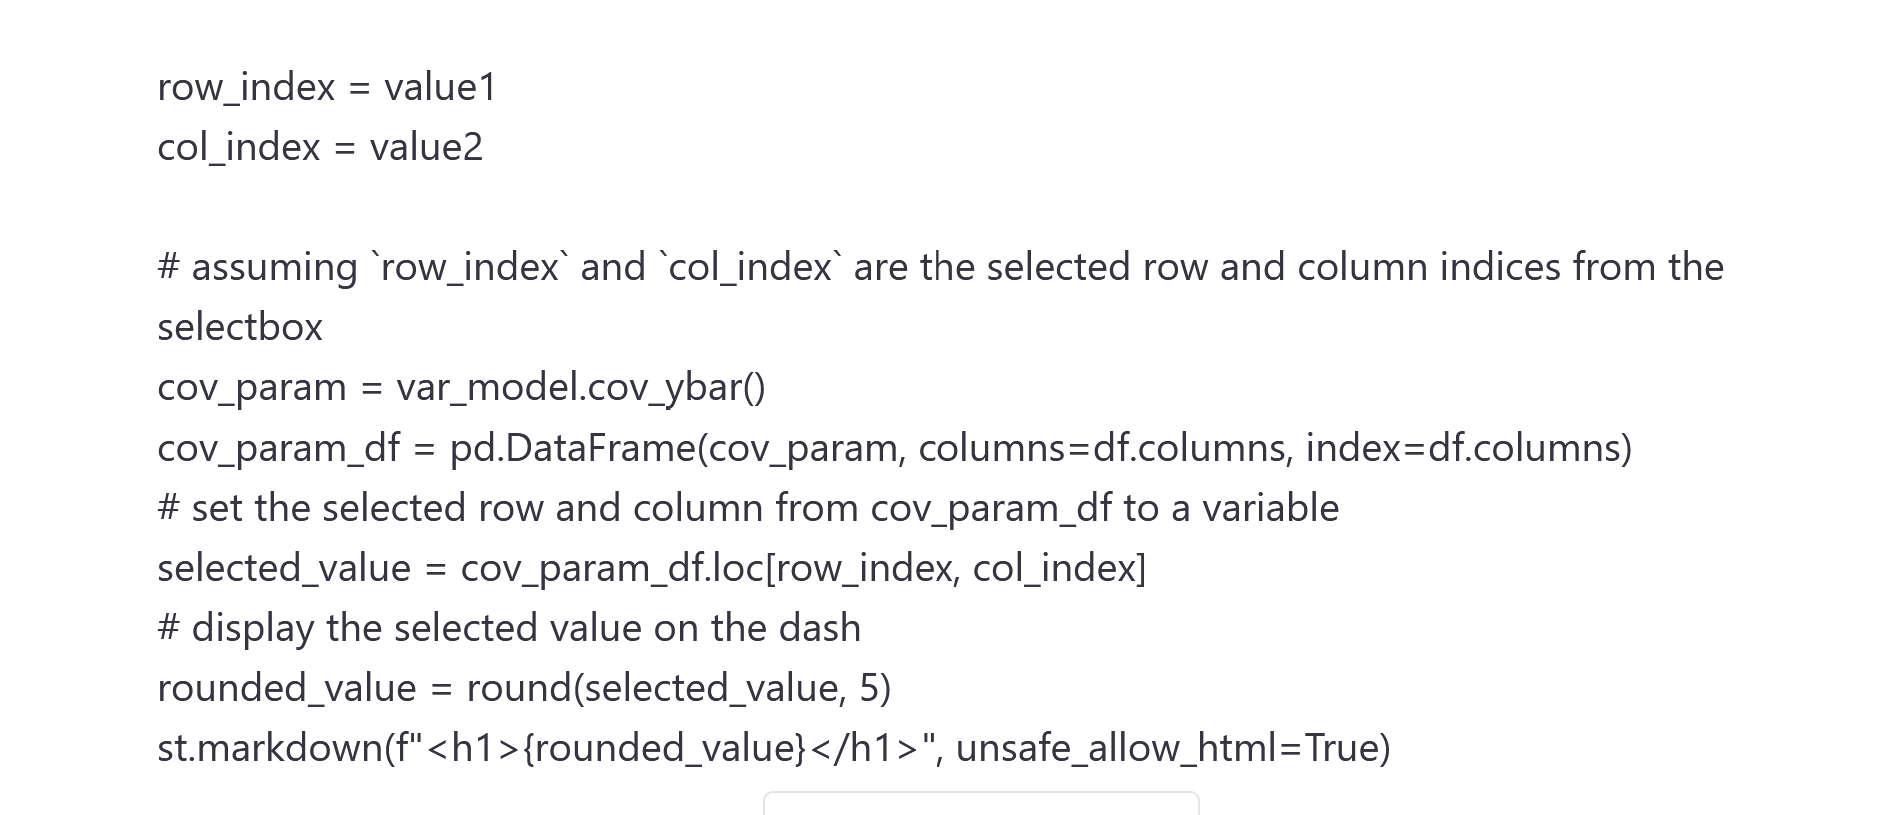 row_index = value1
col_index = value2
# assuming `row_index` and `col_index` are the selected row and column indices from the
selectbox
cov_param = var_model.cov_ybar()
cov_param_df = pd.DataFrame(cov_param, columns=df.columns, index=df.columns)
# set the selected row and column from cov_param_df to a variable
selected_value = cov_param_df.loc[row_index, col_index]
# display the selected value on the dash
rounded_value = round(selected_value, 5)
st.markdown(f"<h1>{rounded_value}</h1>", unsafe_allow_html=True)